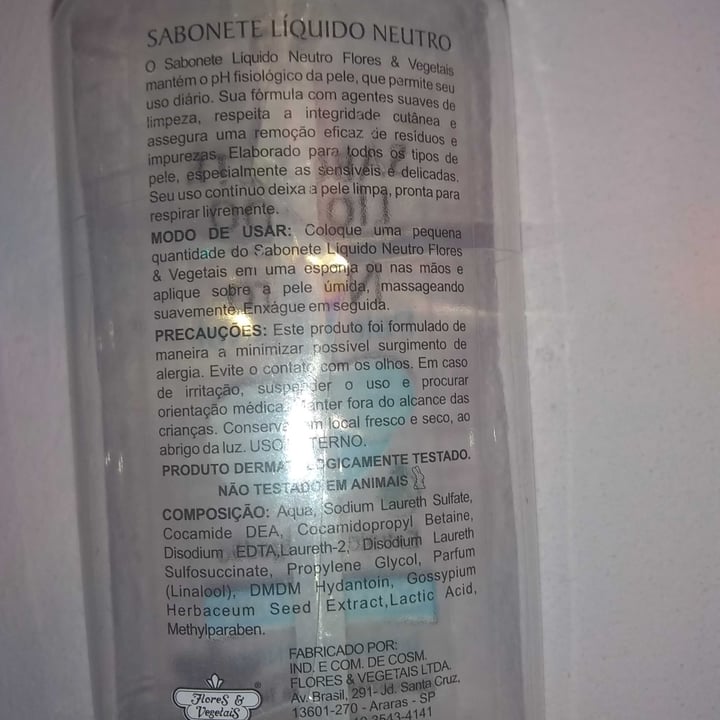 SABONETE LÍQUIDO NEUTRO
O Sabonete Líquido Neutro Flores & Vegetais
mantém o pH fisiológico da pele, que permite seu
uso diário. Sua fórmula com agentes suaves de
limpeza, respeita a integridade cutânea e
assegura uma remoção eficaz de resíduos e
impurezas. Elaborado para todos os tipos de
pele, especialmente as sensíveis e delicadas.
Seu uso contínuo deixa a pele limpa, pronta para
respirar livremente.
MODO DE USAR: Coloque uma pequena
quantidade do Sabonete Líquido Neutro Flores
& Vegetais em uma esponja ou nas mãos e
aplique sobre a pele úmida, massageando
suavemente. Enxágue em seguida.
PRECAUÇÕES: Este produto foi formulado de
maneira a minimizar possível surgimento de
alergia. Evite o contato com os olhos. Em caso
de irritação, suspender o uso e procurar
orientação médica. Manter fora do alcance das
crianças. Conservar em local fresco e seco, ao
abrigo da luz. USO EXTERNO.
PRODUTO DERMATOLOGICAMENTE TESTADO.
NÃO TESTADO EM ANIMAIS
COMPOSIÇÃO: Aqua, Sodium Laureth Sulfate,
Cocamide DEA, Cocamidopropyl Betaine,
Disodium EDTA,Laureth-2, Disodium Laureth
Sulfosuccinate, Propylene Glycol, Parfum
(Linalool), DMDM Hydantoin, Gossypium
Herbaceum Seed Extract,Lactic Acid,
Methylparaben.
FABRICADO POR:
IND. E COM. DE COSM.
FLORES & VEGETAIS LTDA.
Av. Brasil, 291- Jd. Santa Cruz,
13601-270 - Araras - SP
3543-4141
Flores &
Vegetais
®